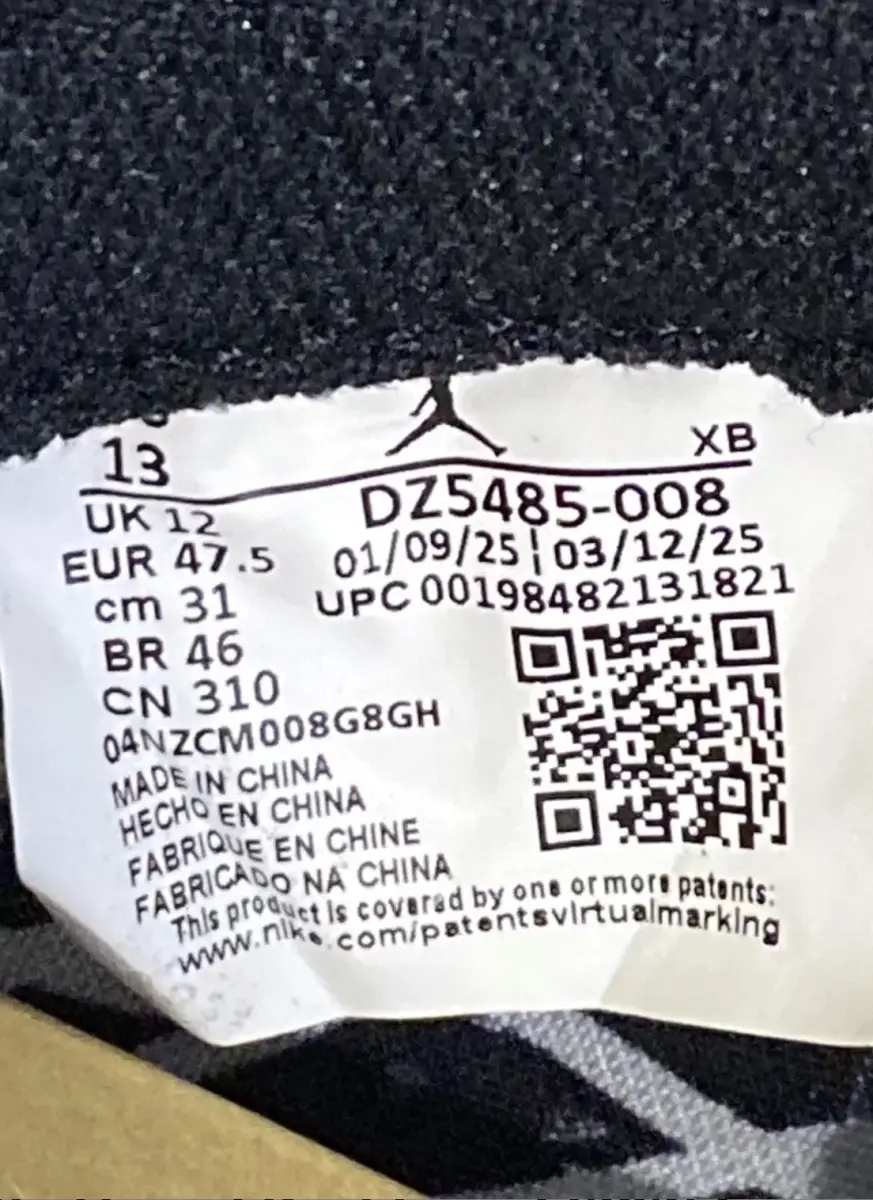 13
XB
UK 12
DZ5485-008
EUR 47.5
01/09/25 03/12/25
cm 31
UPC 00198482131821
BR 46
CN 310
04NZCM008G8GH
MADE IN CHINA
HECHO EN CHINA
FABRIQUE EN CHINE
FABRICADO NA CHINA
This product is covered by one or more patents:
www.nike.com/patentsvirtualmarking